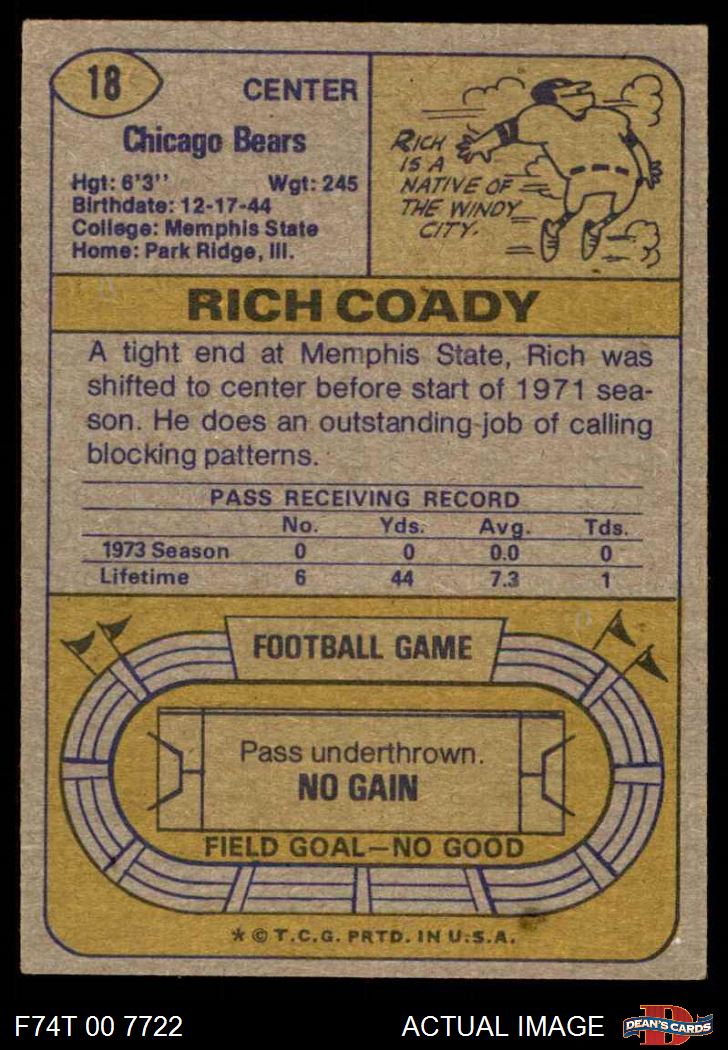 18
CENTER
Chicago Bears
Hgt: 6'3'' Wgt: 245
Birthdate: 12-17-44
College: Memphis State
Home: Park Ridge, Ill.
RICH
IS A
NATIVE OF
THE WINDY
CITY.
RICH COADY
A tight end at Memphis State, Rich was
shifted to center before start of 1971 sea-
son. He does an outstanding job of calling
blocking patterns.
PASS RECEIVING RECORD
No. Yds. Avg. Tds.
1973 Season 0 0 0.0 0
Lifetime 6 44 7.3 1
FOOTBALL GAME
Pass underthrown.
NO GAIN
FIELD GOAL—NO GOOD
* © T.C.G. PRTD. IN U.S.A.
F74T 00 7722 ACTUAL IMAGE
D
DEAN'S CARDS